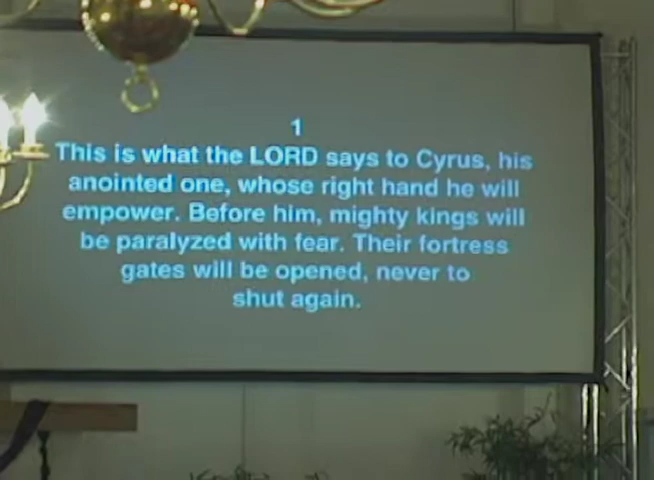 1
This is what the LORD says to Cyrus, his
anointed one, whose right hand he will
empower. Before him, mighty kings will
be paralyzed with fear. Their fortress
gates will be opened, never to
shut again.